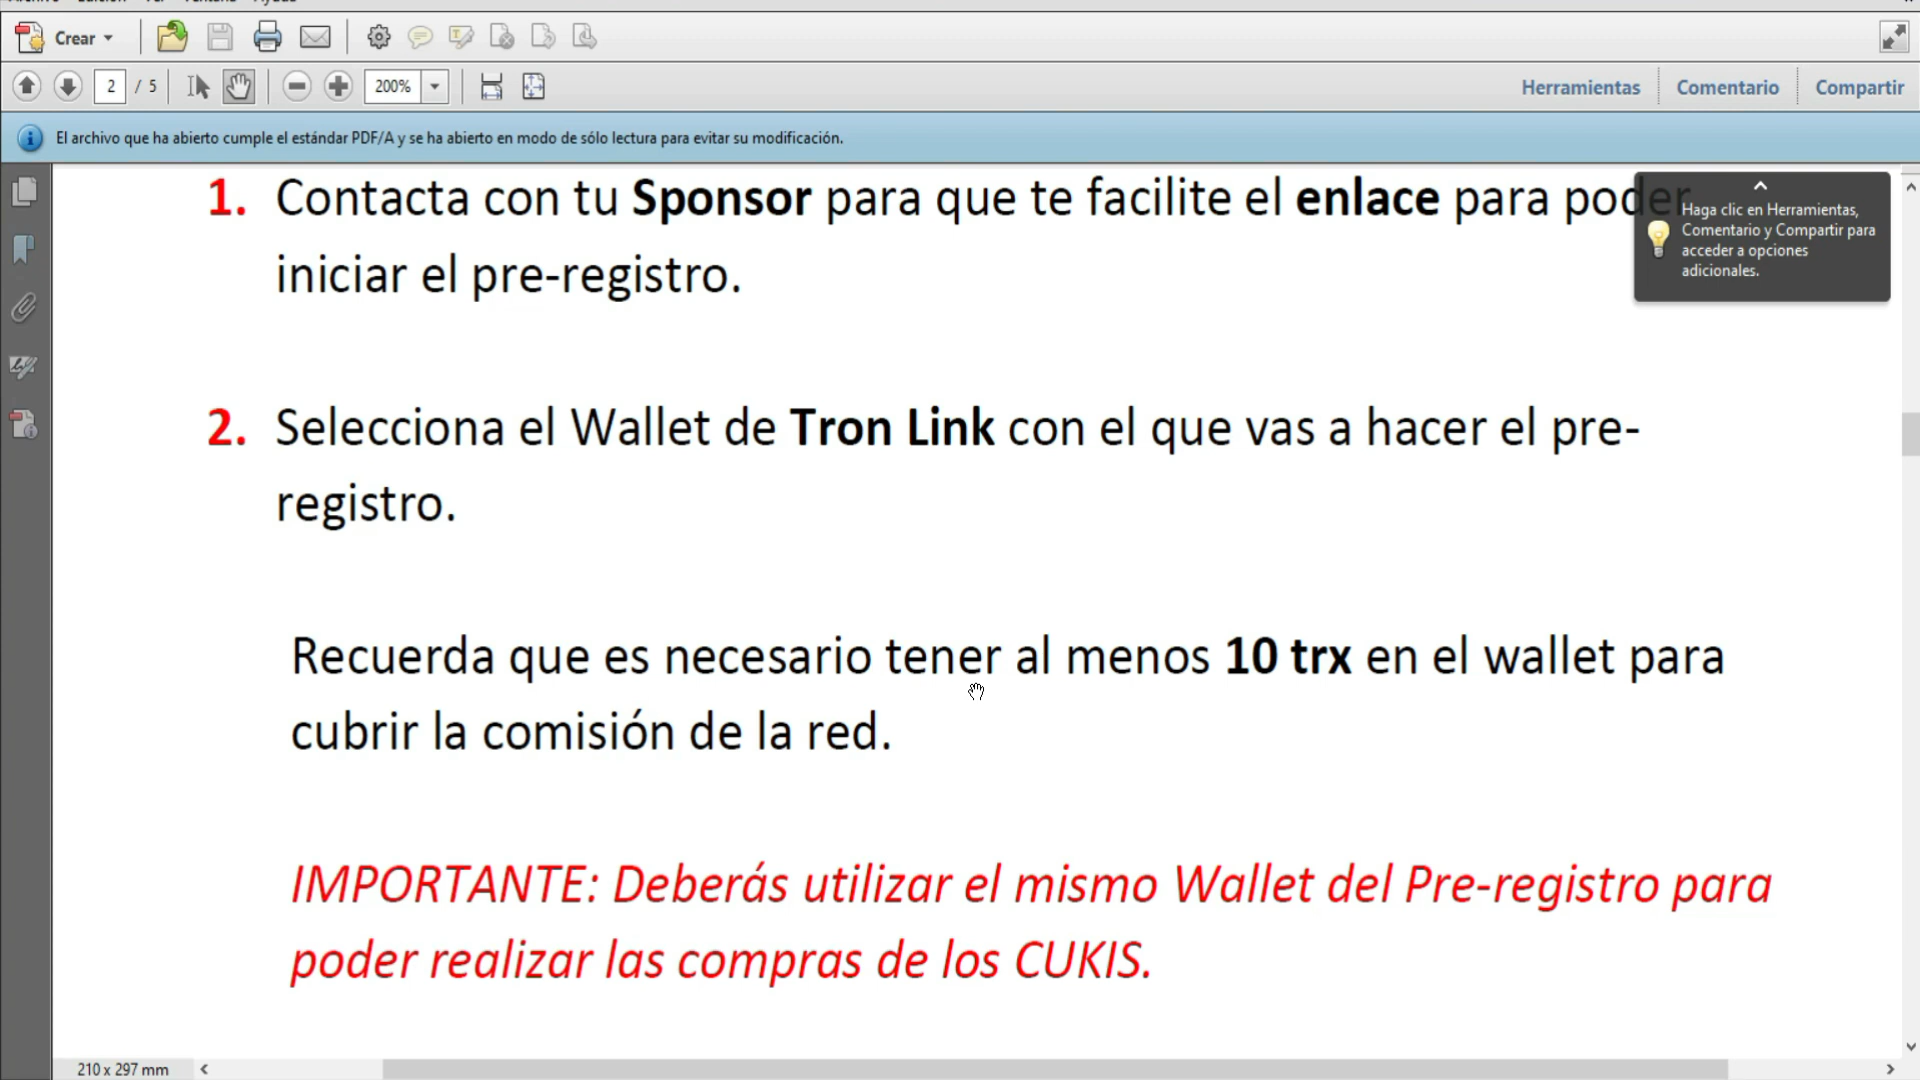 Crear
2 / 5
200%
Herramientas
Comentario
Compartir
El archivo que ha abierto cumple el estándar PDF/A y se ha abierto en modo de sólo lectura para evitar su modificación.
1. Contacta con tu Sponsor para que te facilite el enlace para poder
iniciar el pre-registro.
Haga clic en Herramientas,
Comentario y Compartir para
acceder a opciones
adicionales.
2. Selecciona el Wallet de Tron Link con el que vas a hacer el pre-
registro.
Recuerda que es necesario tener al menos 10 trx en el wallet para
cubrir la comisión de la red.
IMPORTANTE: Deberás utilizar el mismo Wallet del Pre-registro para
poder realizar las compras de los CUKIS.
210 x 297 mm